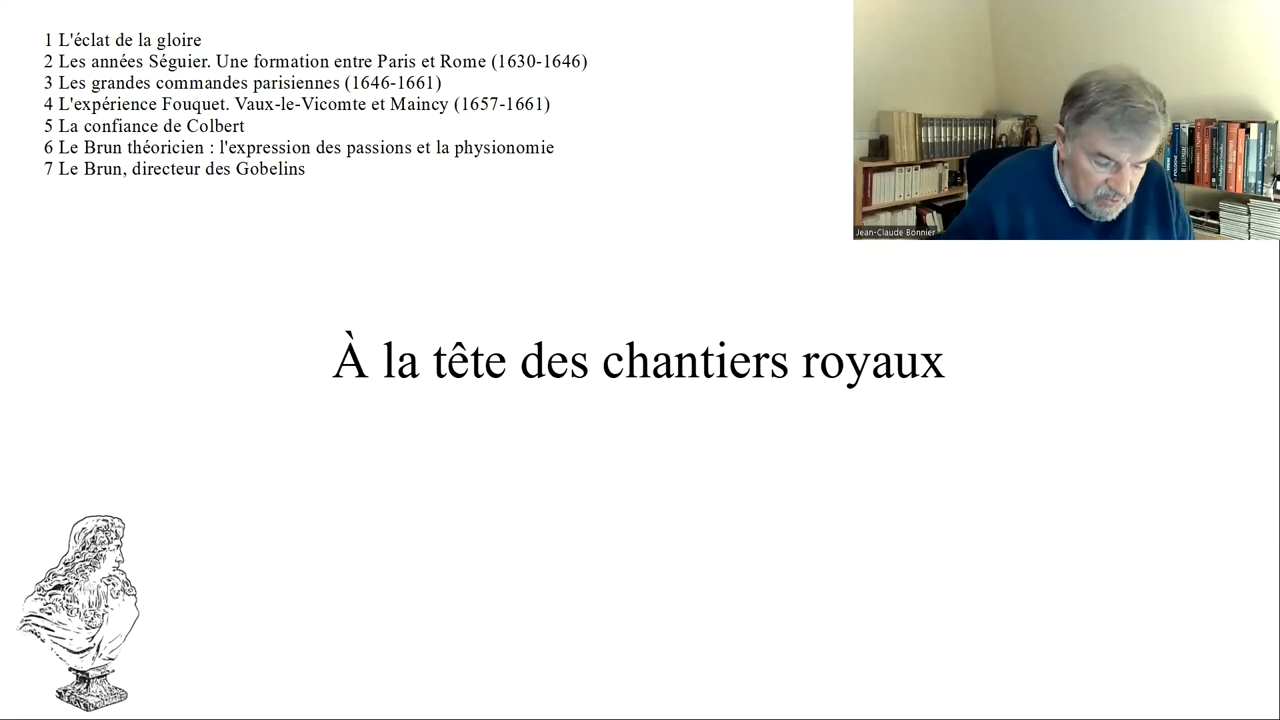 1 L'éclat de la gloire
2 Les années Séguier. Une formation entre Paris et Rome (1630-1646)
3 Les grandes commandes parisiennes (1646-1661)
4 L'expérience Fouquet. Vaux-le-Vicomte et Maincy (1657-1661)
5 La confiance de Colbert
6 Le Brun théoricien : l'expression des passions et la physionomie
7 Le Brun, directeur des Gobelins
Jean-Claude Bonnier
À la tête des chantiers royaux